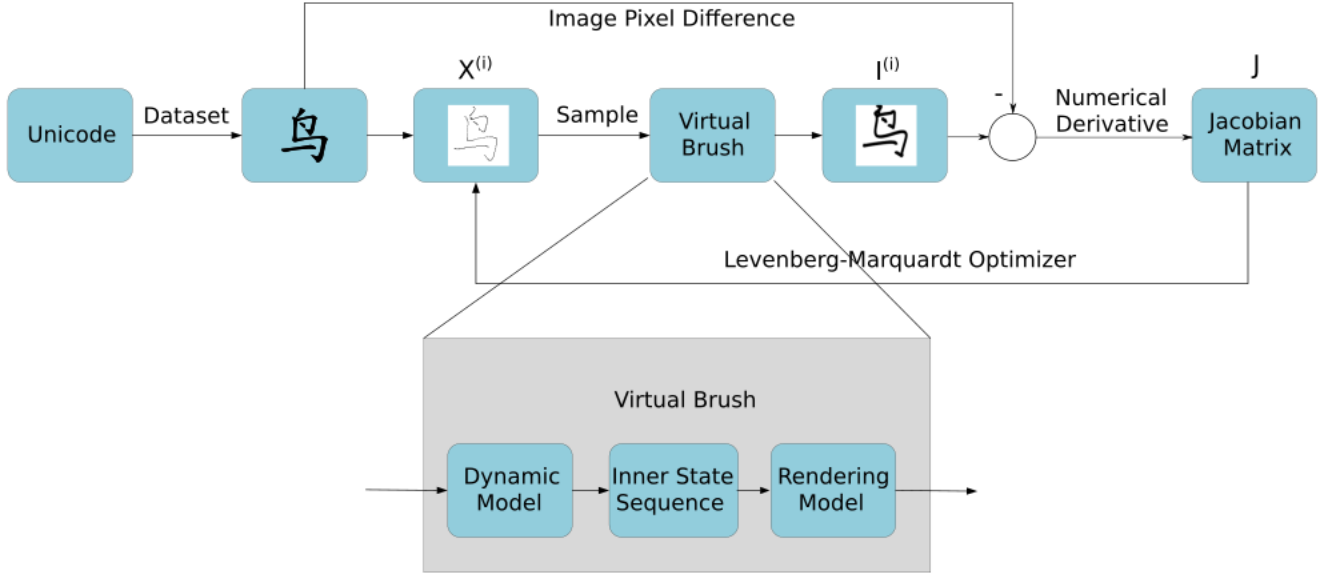 Image Pixel Difference
X⁽ⁱ⁾
I⁽ⁱ⁾
J
Unicode
Dataset
鸟
鸟
Sample
Virtual
Brush
鸟
-
Numerical
Derivative
Jacobian
Matrix
Levenberg-Marquardt Optimizer
Virtual Brush
Dynamic
Model
Inner State
Sequence
Rendering
Model